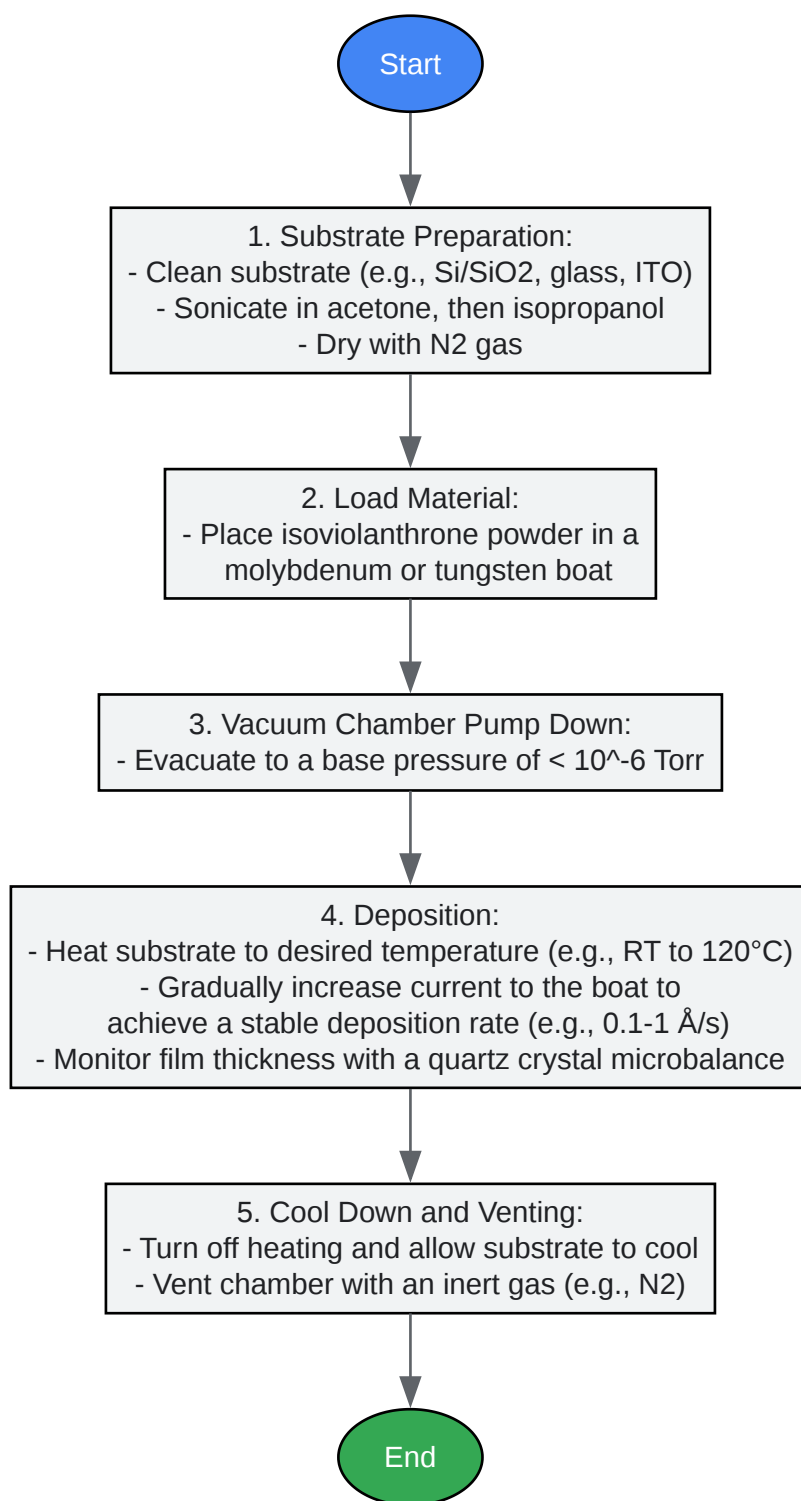 Start
1. Substrate Preparation:
- Clean substrate (e.g., Si/SiO2, glass, ITO)
- Sonicate in acetone, then isopropanol
- Dry with N2 gas
2. Load Material:
- Place isoviolanthrone powder in a
molybdenum or tungsten boat
3. Vacuum Chamber Pump Down:
- Evacuate to a base pressure of < 10^-6 Torr
4. Deposition:
- Heat substrate to desired temperature (e.g., RT to 120°C)
- Gradually increase current to the boat to
achieve a stable deposition rate (e.g., 0.1-1 Å/s)
- Monitor film thickness with a quartz crystal microbalance
5. Cool Down and Venting:
- Turn off heating and allow substrate to cool
- Vent chamber with an inert gas (e.g., N2)
End